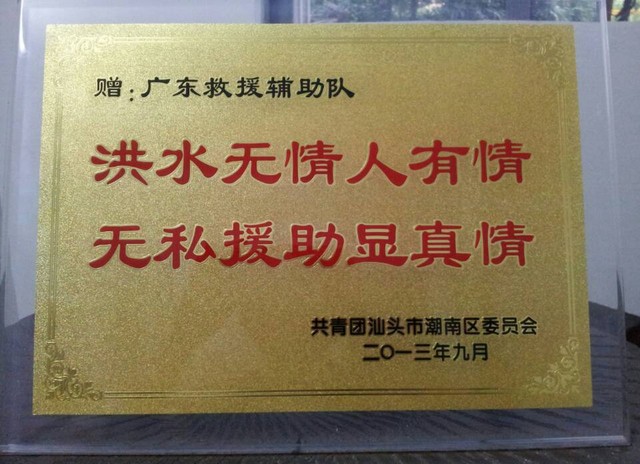 赠:广东救援辅助队
洪水无情人有情
无私援助显真情
共青团汕头市潮南区委员会
二〇一三年九月